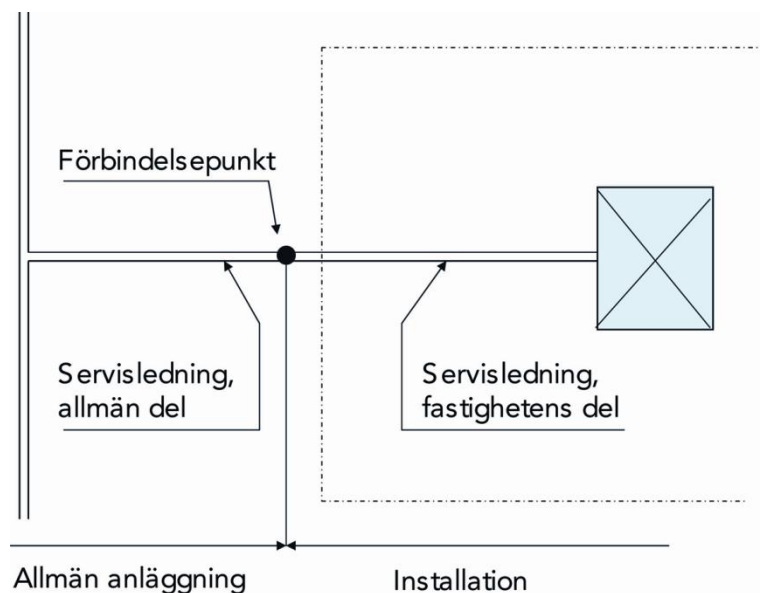 Förbindelsepunkt
Servisledning,
allmän del
Servisledning,
fastighetens del
Allmän anläggning
Installation